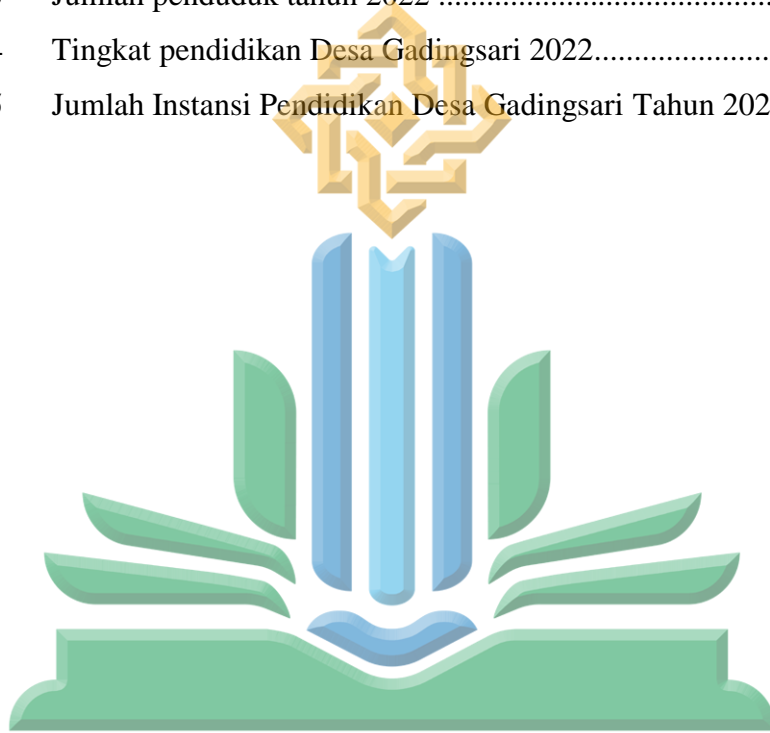 Jumlah penduduk tahun 2022 ............................................
Tingkat pendidikan Desa Gadingsari 2022......................
Jumlah Instansi Pendidikan Desa Gadingsari Tahun 202